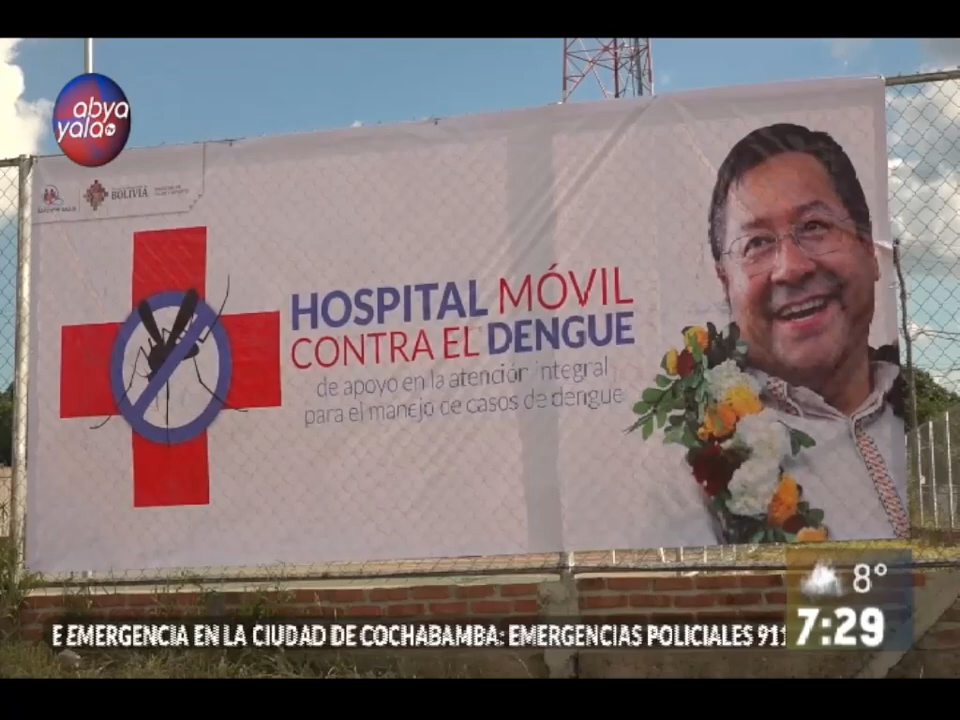 abya
yala tv
BOLIVIA
HOSPITAL MÓVIL
CONTRA EL DENGUE
de apoyo en la atención integral
para el manejo de casos de dengue
8°
7:29
E EMERGENCIA EN LA CIUDAD DE COCHABAMBA: EMERGENCIAS POLICIALES 911